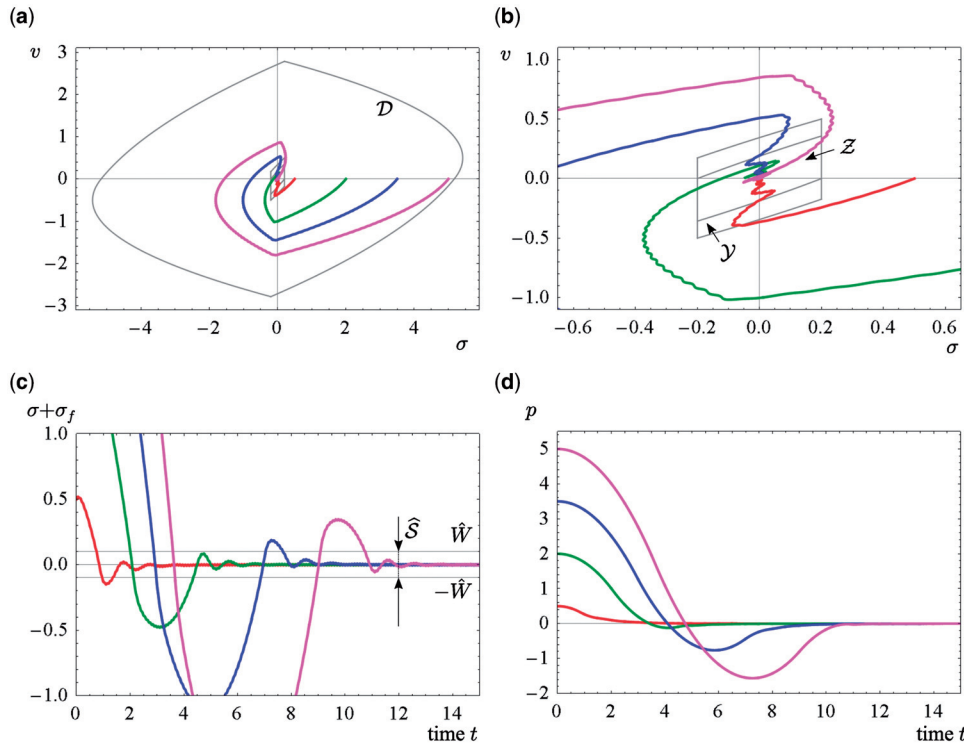 (a)
v
3
2
1
0
−1
−2
−3
𝒟
−4 −2 0 2 4
σ
(b)
v
1.0
0.5
0.0
−0.5
−1.0
𝒵
𝒴
−0.6 −0.4 −0.2 0.0 0.2 0.4 0.6
σ
(c)
σ+σ_f
1.0
0.5
0.0
−0.5
−1.0
Ŝ
Ŵ
−Ŵ
0 2 4 6 8 10 12 14
time t
(d)
p
5
4
3
2
1
0
−1
−2
0 2 4 6 8 10 12 14
time t